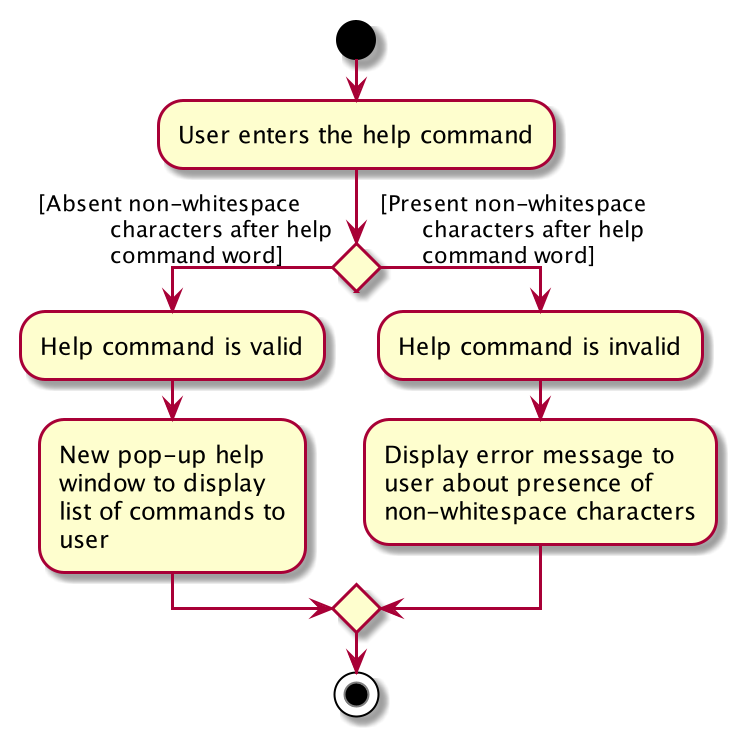 User enters the help command
[Absent non-whitespace
characters after help
command word]
[Present non-whitespace
characters after help
command word]
Help command is valid
Help command is invalid
New pop-up help
window to display
list of commands to
user
Display error message to
user about presence of
non-whitespace characters